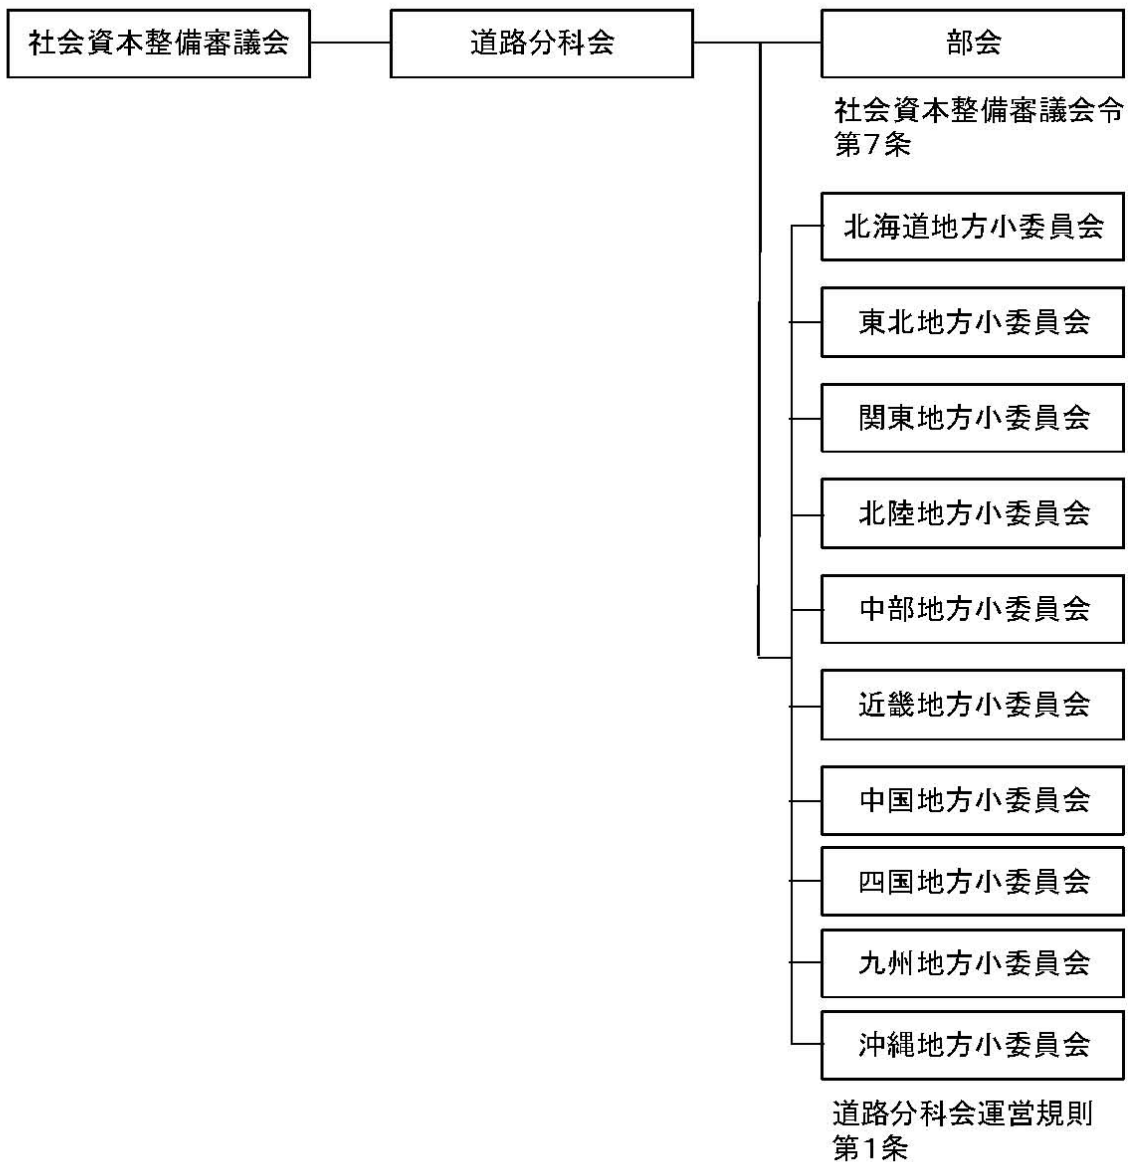 社会資本整備審議会
道路分科会
部会
社会資本整備審議会令
第7条
北海道地方小委員会
東北地方小委員会
関東地方小委員会
北陸地方小委員会
中部地方小委員会
近畿地方小委員会
中国地方小委員会
四国地方小委員会
九州地方小委員会
沖縄地方小委員会
道路分科会運営規則
第1条